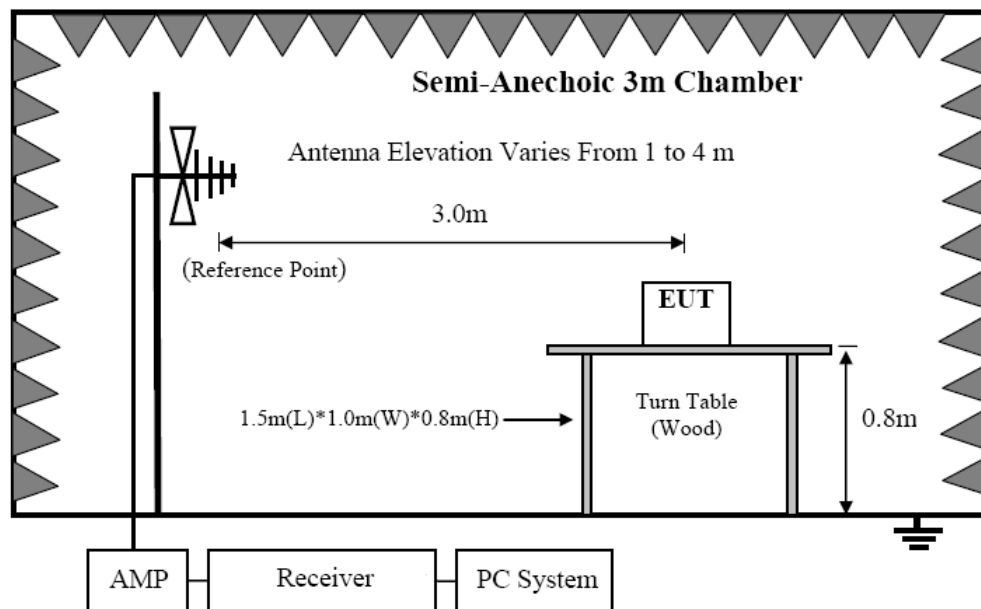 Semi-Anechoic 3m Chamber
Antenna Elevation Varies From 1 to 4 m
3.0m
(Reference Point)
EUT
1.5m(L)*1.0m(W)*0.8m(H)
Turn Table
(Wood)
0.8m
AMP
Receiver
PC System